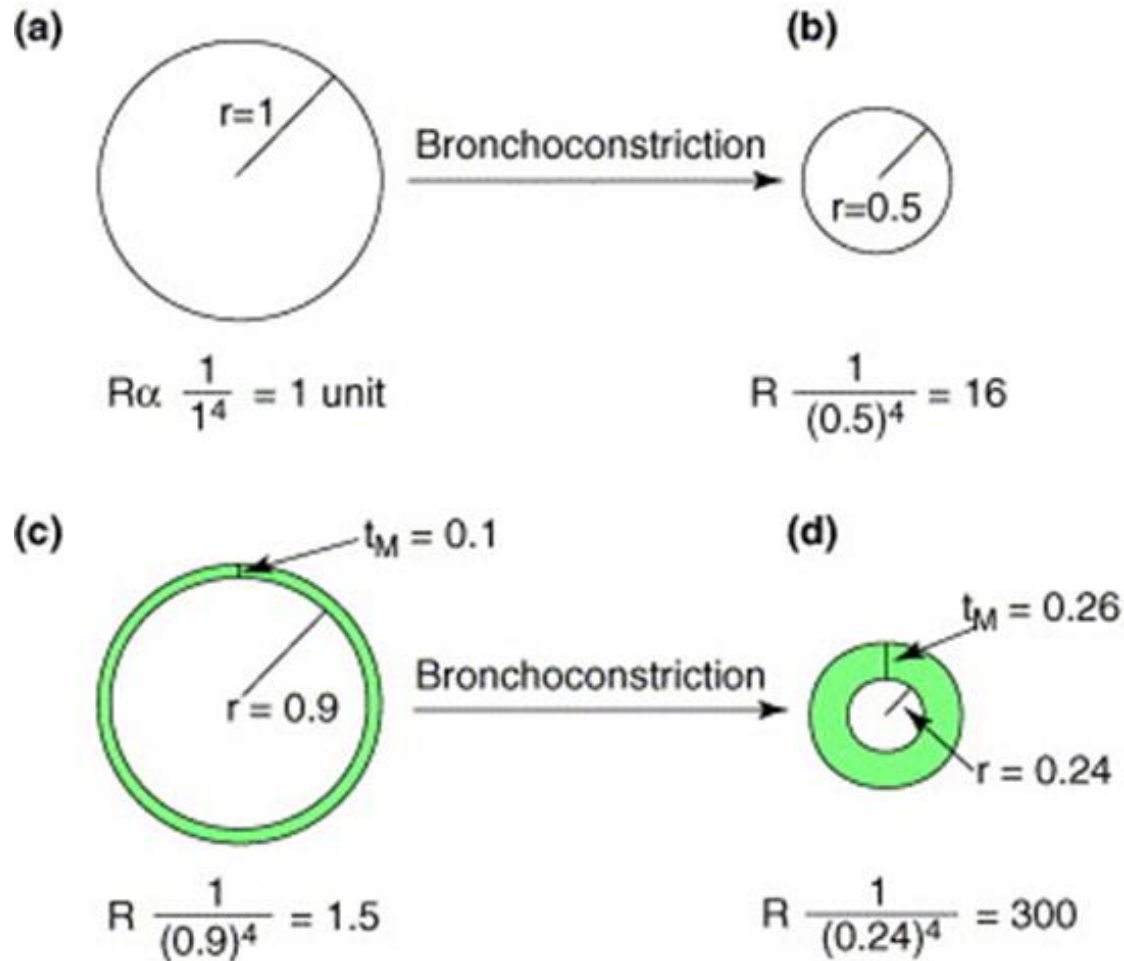 (a)
(b)
r=1
Bronchoconstriction
r=0.5
Rα 1/1⁴ = 1 unit
R 1/(0.5)⁴ = 16
(c)
t_M = 0.1
(d)
t_M = 0.26
r = 0.9
Bronchoconstriction
r = 0.24
R 1/(0.9)⁴ = 1.5
R 1/(0.24)⁴ = 300